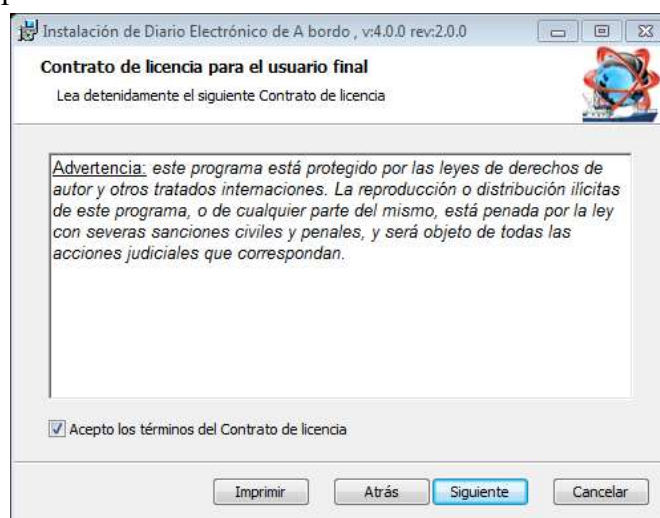 p
Instalación de Diario Electrónico de A bordo , v:4.0.0 rev:2.0.0
Contrato de licencia para el usuario final
Lea detenidamente el siguiente Contrato de licencia
Advertencia: este programa está protegido por las leyes de derechos de
autor y otros tratados internaciones. La reproducción o distribución ilícitas
de este programa, o de cualquier parte del mismo, está penada por la ley
con severas sanciones civiles y penales, y será objeto de todas las
acciones judiciales que correspondan.
Acepto los términos del Contrato de licencia
Imprimir Atrás Siguiente Cancelar